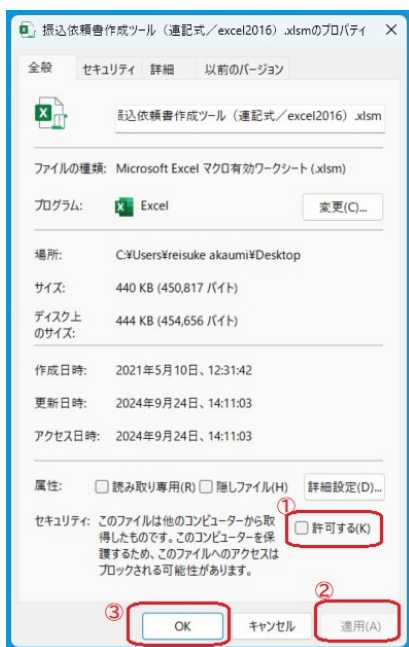 振込依頼書作成ツール（連記式／excel2016）.xlsmのプロパティ
全般 セキュリティ 詳細 以前のバージョン
込依頼書作成ツール（連記式／excel2016）.xlsm
ファイルの種類: Microsoft Excel マクロ有効ワークシート (.xlsm)
プログラム: Excel 変更(C)...
場所: C:¥Users¥reisuke akaumi¥Desktop
サイズ: 440 KB (450,817 バイト)
ディスク上 444 KB (454,656 バイト)
のサイズ:
作成日時: 2021年5月10日、12:31:42
更新日時: 2024年9月24日、14:11:03
アクセス日時: 2024年9月24日、14:11:03
属性: 読み取り専用(R) 隠しファイル(H) 詳細設定(D)...
①
セキュリティ: このファイルは他のコンピューターから取 許可する(K)
得したものです。このコンピューターを保
護するため、このファイルへのアクセスは
ブロックされる可能性があります。
②
③
OK キャンセル 適用(A)